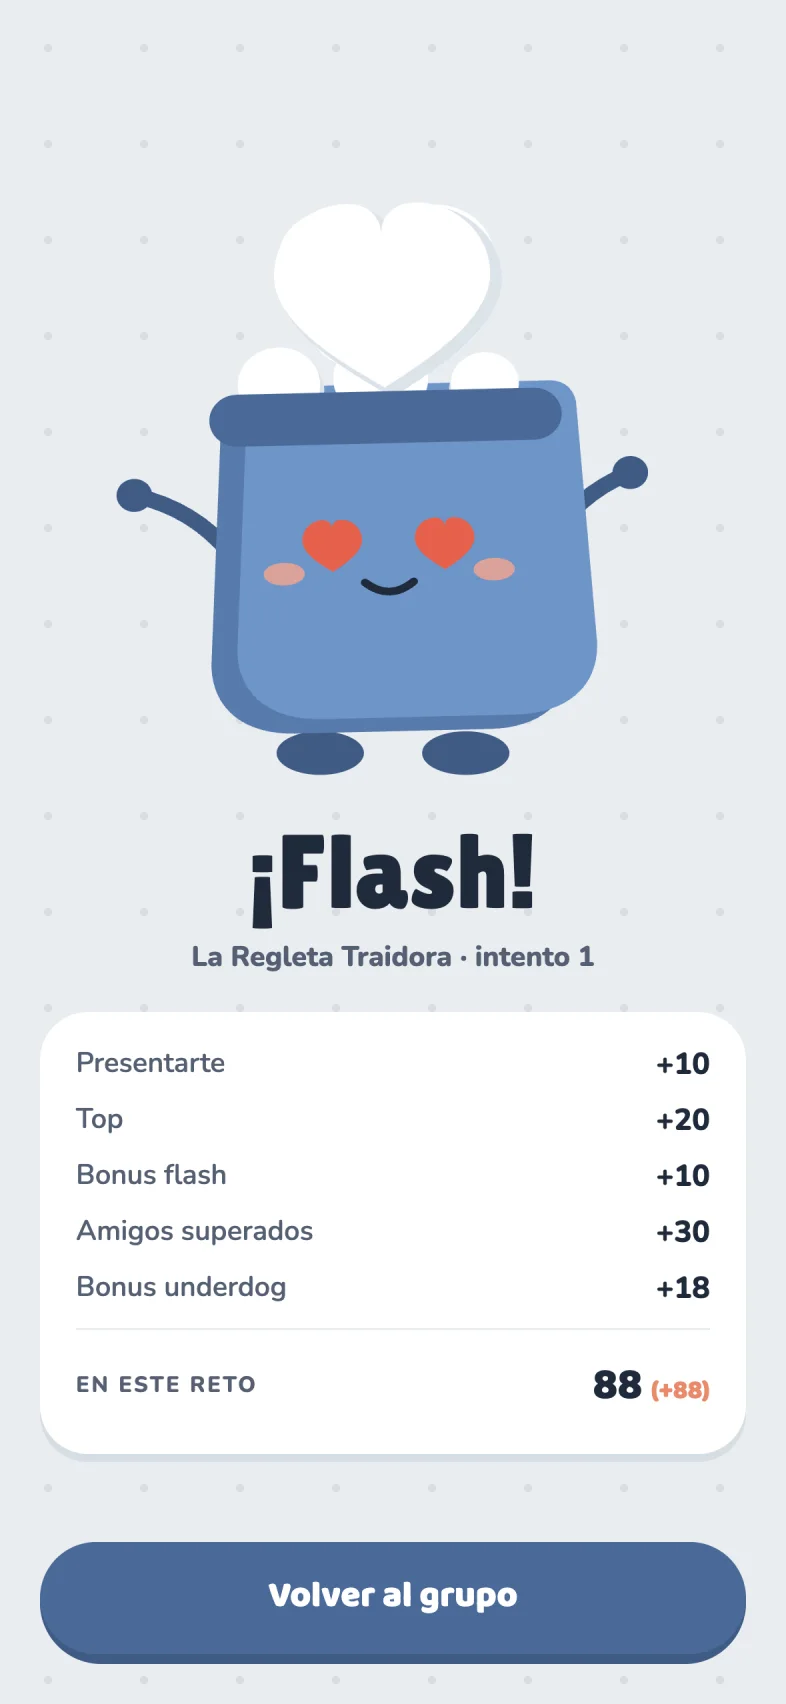 ¡Flash!
La Regleta Traidora · intento 1
Presentarte +10
Top +20
Bonus flash +10
Amigos superados +30
Bonus underdog +18
EN ESTE RETO 88 (+88)
Volver al grupo